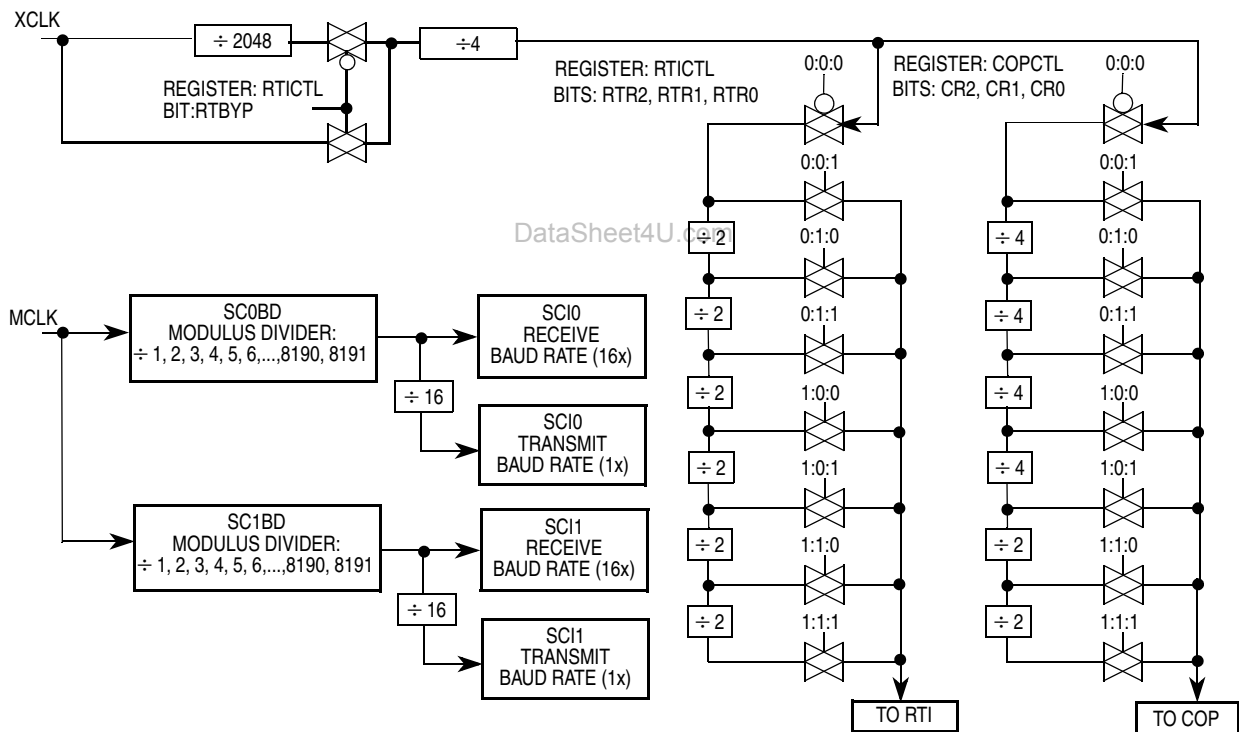 XCLK
÷ 2048
÷4
REGISTER: RTICTL
BIT:RTBYP
REGISTER: RTICTL
BITS: RTR2, RTR1, RTR0
0:0:0
REGISTER: COPCTL
BITS: CR2, CR1, CR0
0:0:0
0:0:1
0:0:1
DataSheet4U.com
÷ 2
0:1:0
÷ 4
0:1:0
MCLK
SC0BD
MODULUS DIVIDER:
÷ 1, 2, 3, 4, 5, 6,...,8190, 8191
SCI0
RECEIVE
BAUD RATE (16x)
÷ 16
SCI0
TRANSMIT
BAUD RATE (1x)
÷ 2
0:1:1
÷ 4
0:1:1
÷ 2
1:0:0
÷ 4
1:0:0
÷ 2
1:0:1
÷ 4
1:0:1
SC1BD
MODULUS DIVIDER:
÷ 1, 2, 3, 4, 5, 6,...,8190, 8191
SCI1
RECEIVE
BAUD RATE (16x)
÷ 16
SCI1
TRANSMIT
BAUD RATE (1x)
÷ 2
1:1:0
÷ 2
1:1:0
÷ 2
1:1:1
÷ 2
1:1:1
TO RTI
TO COP